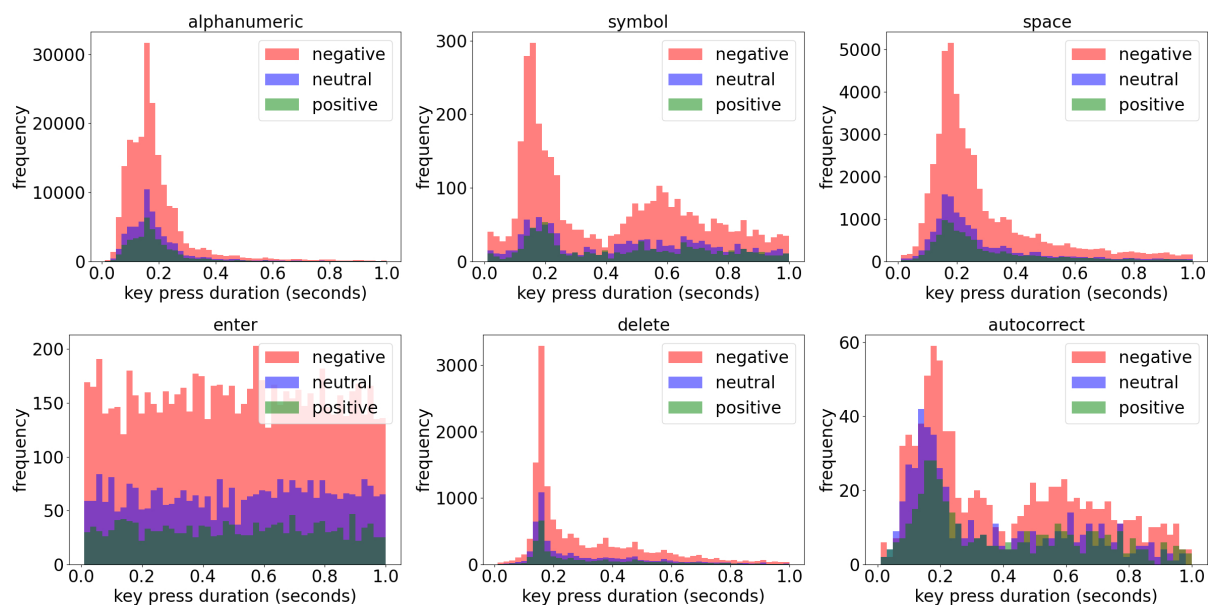 alphanumeric
frequency
30000
20000
10000
0
negative
neutral
positive
0.0 0.2 0.4 0.6 0.8 1.0
key press duration (seconds)
symbol
frequency
300
200
100
0
negative
neutral
positive
0.0 0.2 0.4 0.6 0.8 1.0
key press duration (seconds)
space
frequency
5000
4000
3000
2000
1000
0
negative
neutral
positive
0.0 0.2 0.4 0.6 0.8 1.0
key press duration (seconds)
enter
frequency
200
150
100
50
0
negative
neutral
positive
0.0 0.2 0.4 0.6 0.8 1.0
key press duration (seconds)
delete
frequency
3000
2000
1000
0
negative
neutral
positive
0.0 0.2 0.4 0.6 0.8 1.0
key press duration (seconds)
autocorrect
frequency
60
40
20
0
negative
neutral
positive
0.0 0.2 0.4 0.6 0.8 1.0
key press duration (seconds)